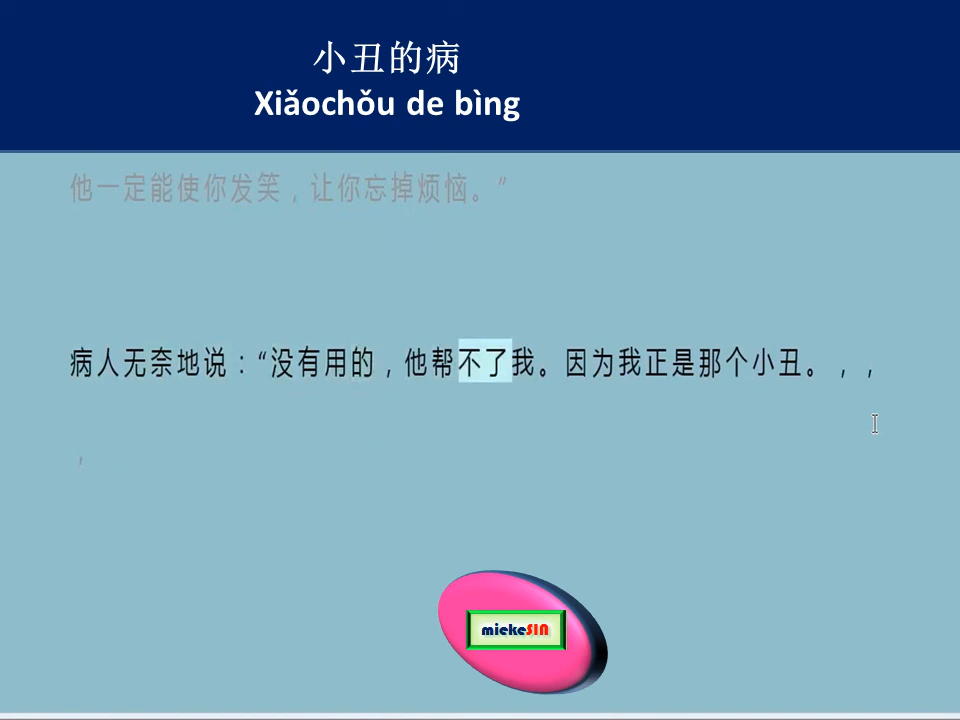 小丑的病
Xiǎochǒu de bìng
他一定能使你发笑，让你忘掉烦恼。”
病人无奈地说：“没有用的，他帮不了我。因为我正是那个小丑。，，
，
miekeSIN